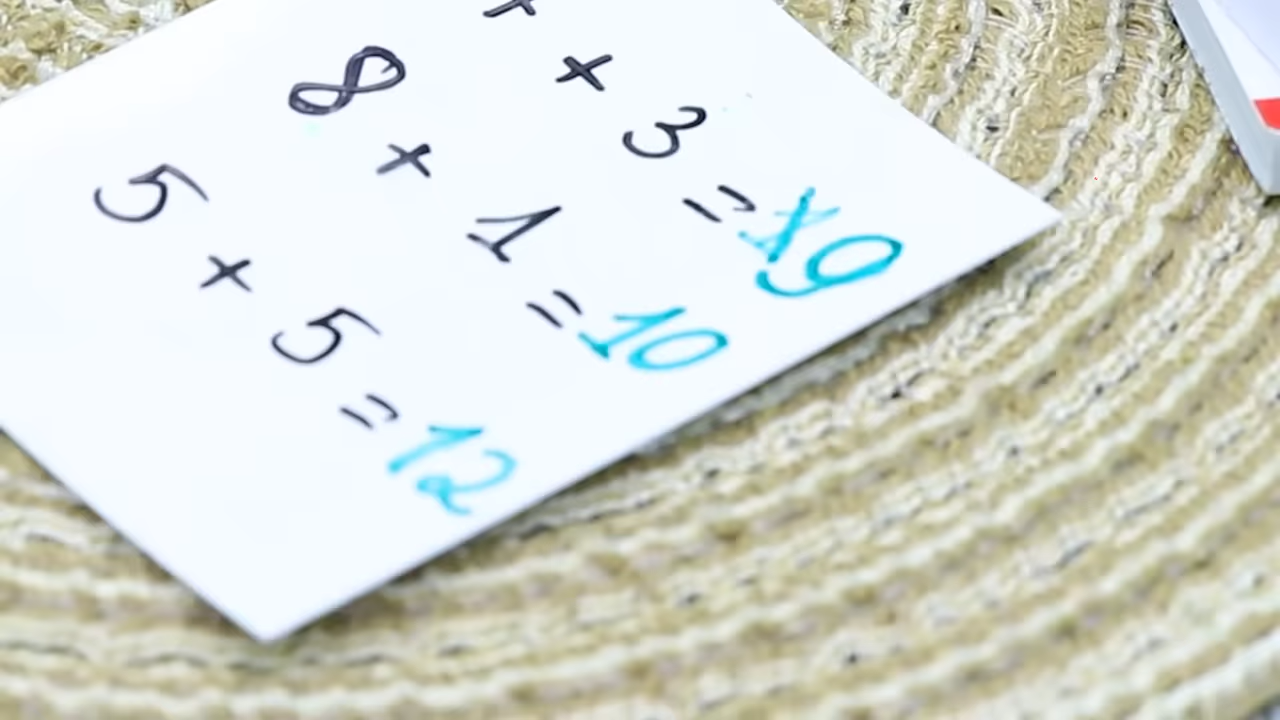 + 3 = 9
8 + 1 = 10
5 + 5 = 12